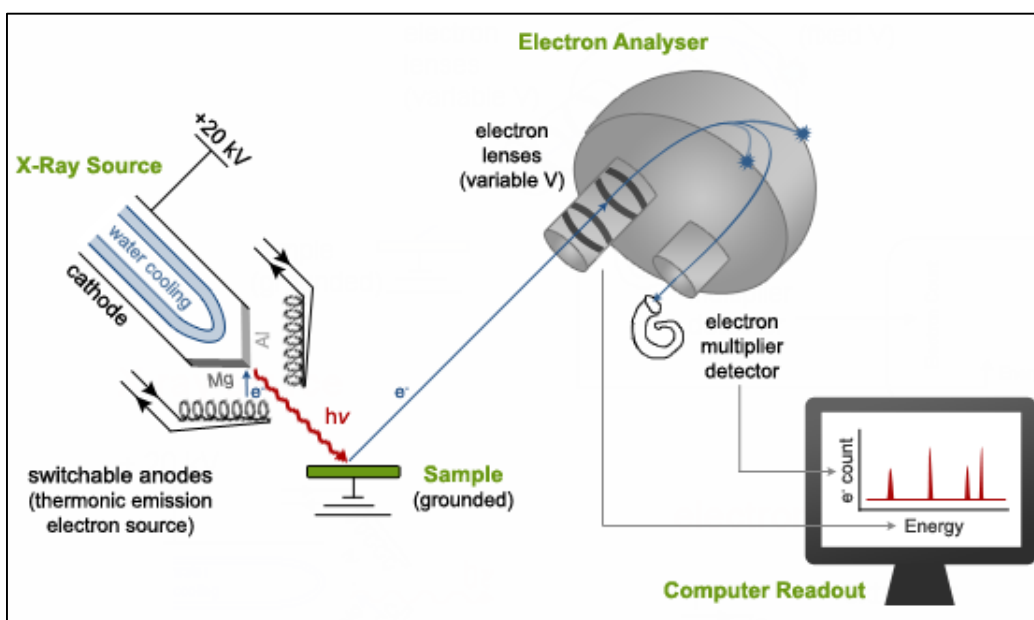 Electron Analyser
+20 kV
X-Ray Source
electron
lenses
(variable V)
water cooling
cathode
Al
Mg
e-
hν
e-
electron
multiplier
detector
switchable anodes
(thermonic emission
electron source)
Sample
(grounded)
e- count
Energy
Computer Readout